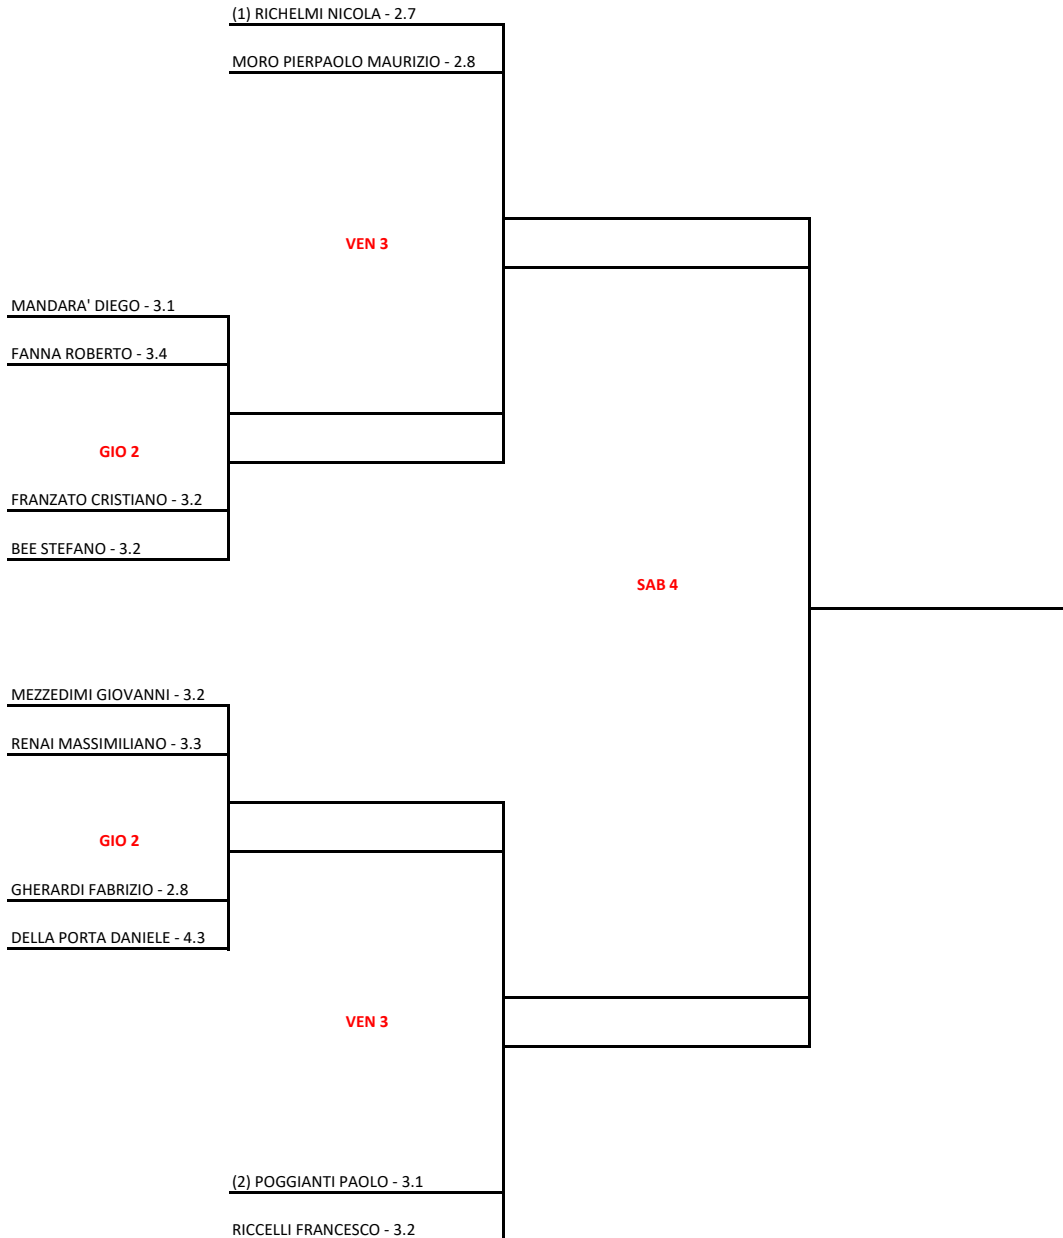 (1) RICHELMI NICOLA - 2.7
MORO PIERPAOLO MAURIZIO - 2.8
VEN 3
MANDARA' DIEGO - 3.1
FANNA ROBERTO - 3.4
GIO 2
FRANZATO CRISTIANO - 3.2
BEE STEFANO - 3.2
SAB 4
MEZZEDIMI GIOVANNI - 3.2
RENAI MASSIMILIANO - 3.3
GIO 2
GHERARDI FABRIZIO - 2.8
DELLA PORTA DANIELE - 4.3
VEN 3
(2) POGGIANTI PAOLO - 3.1
RICCELLI FRANCESCO - 3.2